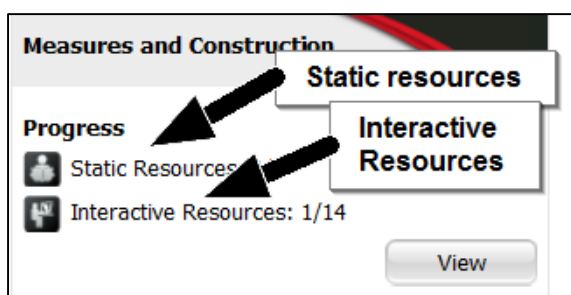 Measures and Construction
Static resources
Progress
Interactive
Resources
Static Resources
Interactive Resources: 1/14
View